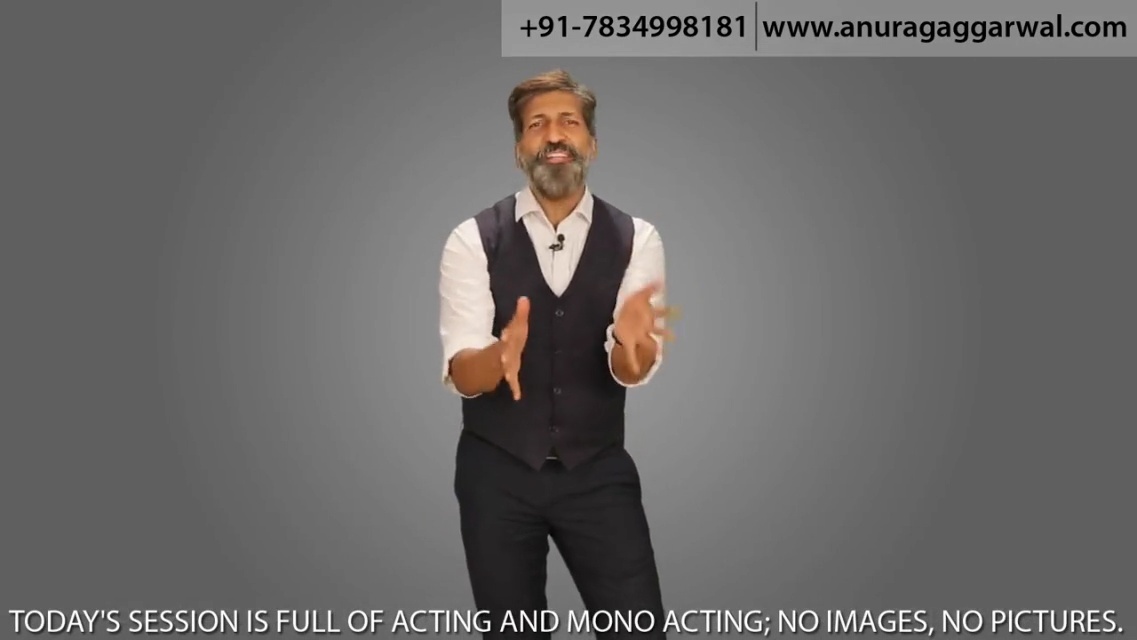 +91-7834998181 | www.anuragaggarwal.com
TODAY'S SESSION IS FULL OF ACTING AND MONO ACTING; NO IMAGES, NO PICTURES.